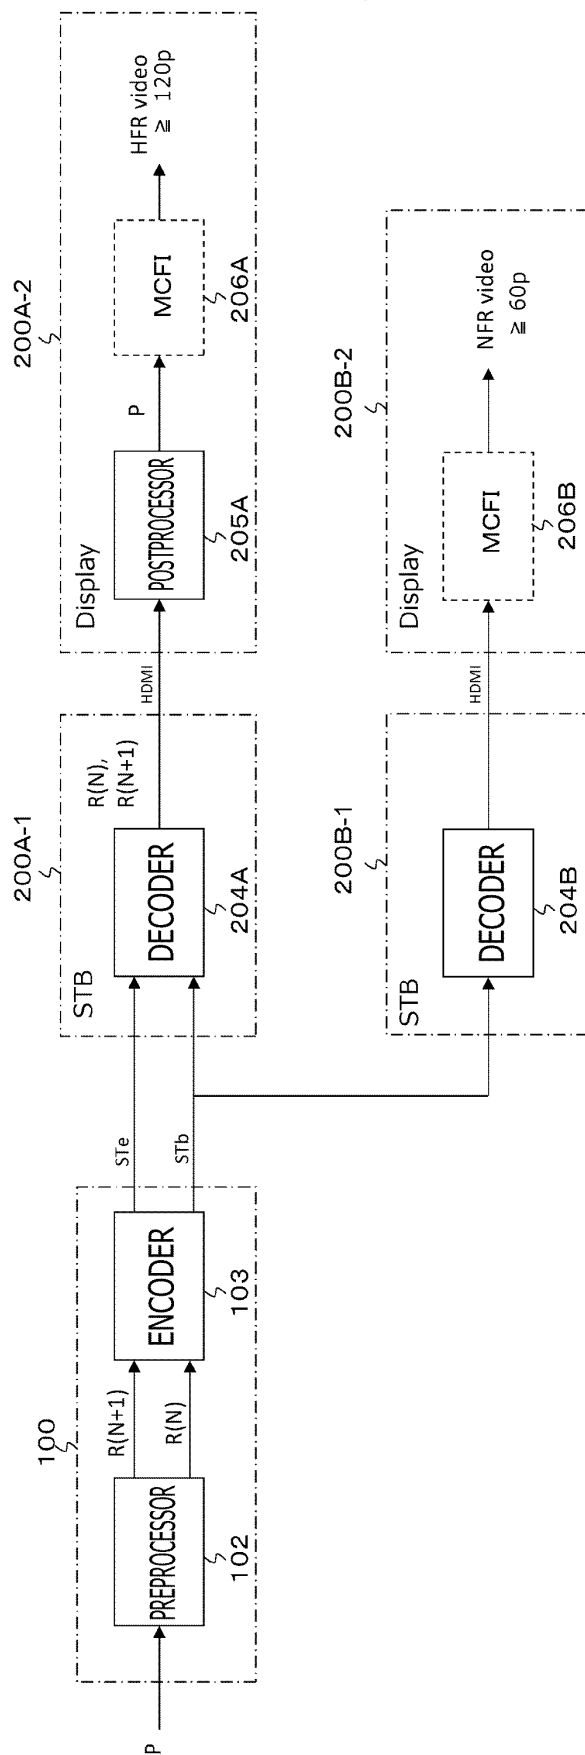 P
100
PREPROCESSOR
102
R(N+1)
R(N)
ENCODER
103
STe
STb
200A-1
STB
DECODER
204A
R(N),
R(N+1)
HDMI
200A-2
Display
POSTPROCESSOR
205A
P
MCFI
206A
HFR video
≧ 120p
200B-1
STB
DECODER
204B
HDMI
200B-2
Display
MCFI
206B
NFR video
≧ 60p